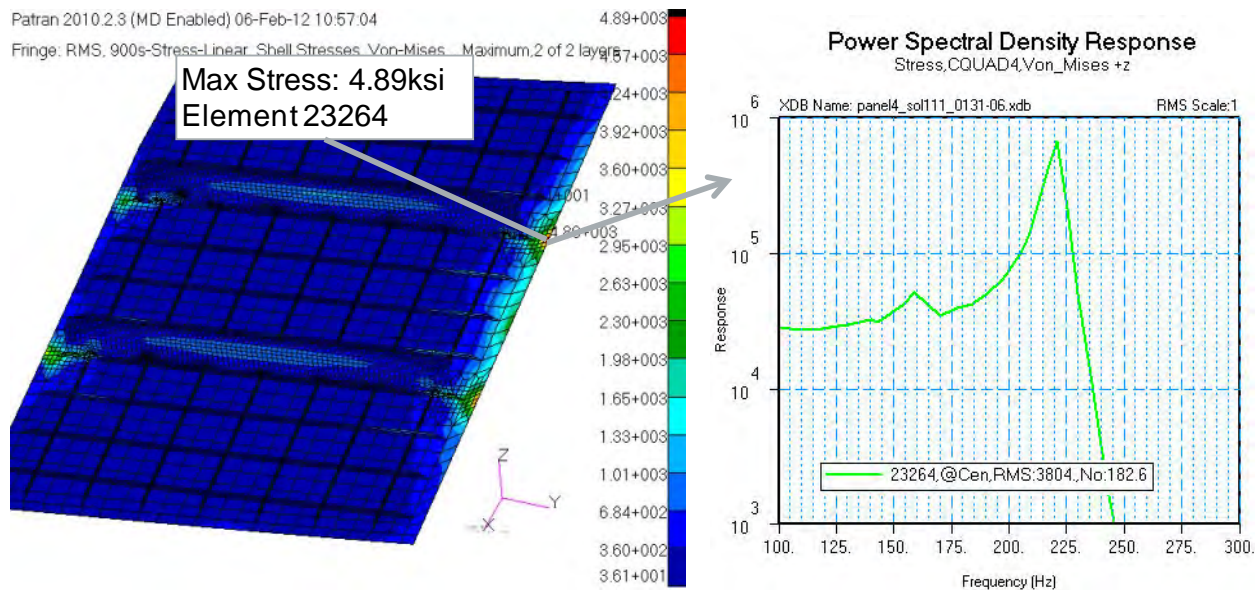 Patran 2010.2.3 (MD Enabled) 06-Feb-12 10:57:04
Fringe: RMS, 900s-Stress-Linear, Shell Stresses, Von-Mises, Maximum,2 of 2 layers
Max Stress: 4.89ksi
Element 23264
4.89+003
4.57+003
4.24+003
3.92+003
3.60+003
3.27+003
2.95+003
2.63+003
2.30+003
1.98+003
1.65+003
1.33+003
1.01+003
6.84+002
3.60+002
3.61+001
001
4.89+003
Z
Y
X
Power Spectral Density Response
Stress,CQUAD4,Von_Mises +z
XDB Name: panel4_sol111_0131-06.xdb
RMS Scale:1
10^6
10^5
10^4
10^3
Response
23264,@Cen,RMS:3804.,No:182.6
100. 125. 150. 175. 200. 225. 250. 275. 300.
Frequency (Hz)